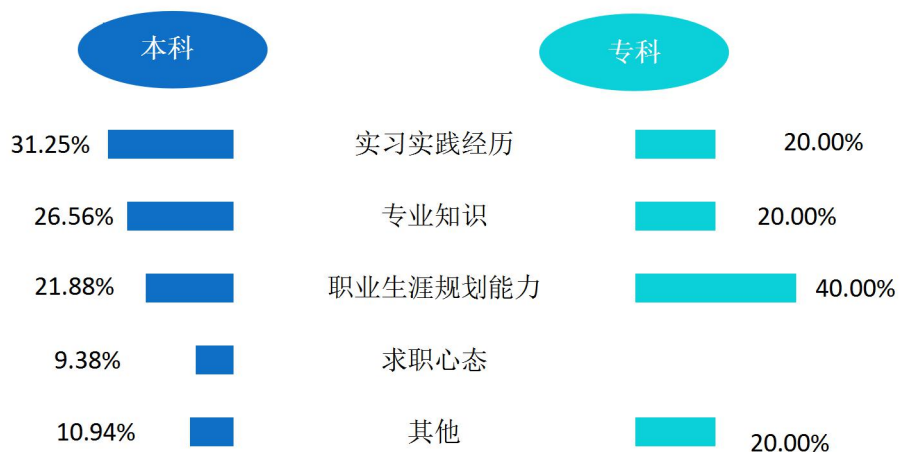 本科 专科
31.25% 实习实践经历 20.00%
26.56% 专业知识 20.00%
21.88% 职业生涯规划能力 40.00%
9.38% 求职心态
10.94% 其他 20.00%